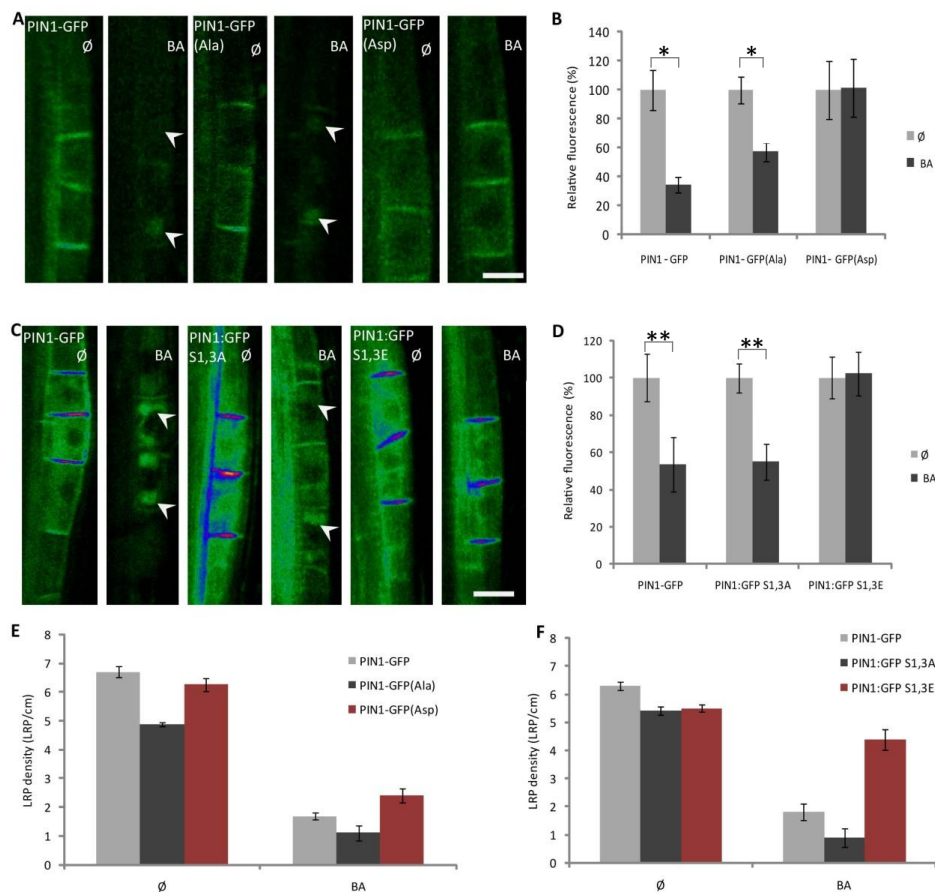 A
PIN1-GFP
Ø
BA
PIN1-GFP
(Ala)
Ø
BA
PIN1-GFP
(Asp)
Ø
BA
B
Relative fluorescence (%)
140
120
100
80
60
40
20
0
*
*
PIN1-GFP
PIN1-GFP(Ala)
PIN1- GFP(Asp)
Ø
BA
C
PIN1-GFP
Ø
BA
PIN1:GFP
S1,3A Ø
BA
PIN1:GFP
S1,3E Ø
BA
D
Relative fluorescence (%)
140
120
100
80
60
40
20
0
**
**
PIN1-GFP
PIN1:GFP S1,3A
PIN1:GFP S1,3E
Ø
BA
E
LRP density (LRP/cm)
8
7
6
5
4
3
2
1
0
Ø
BA
PIN1-GFP
PIN1-GFP(Ala)
PIN1-GFP(Asp)
F
LRP density (LRP/cm)
8
7
6
5
4
3
2
1
0
Ø
BA
PIN1-GFP
PIN1:GFP S1,3A
PIN1:GFP S1,3E